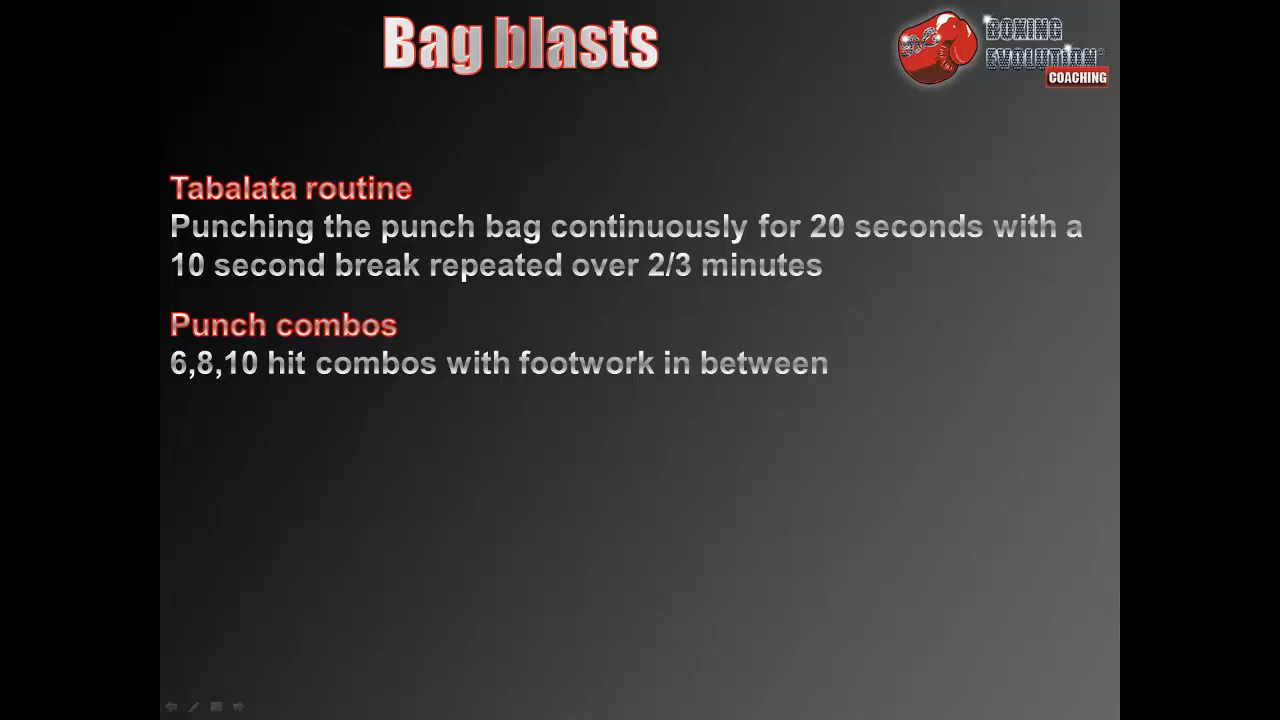 Bag blasts
BOXING
EVOLUTION
COACHING
Tabalata routine
Punching the punch bag continuously for 20 seconds with a
10 second break repeated over 2/3 minutes
Punch combos
6,8,10 hit combos with footwork in between